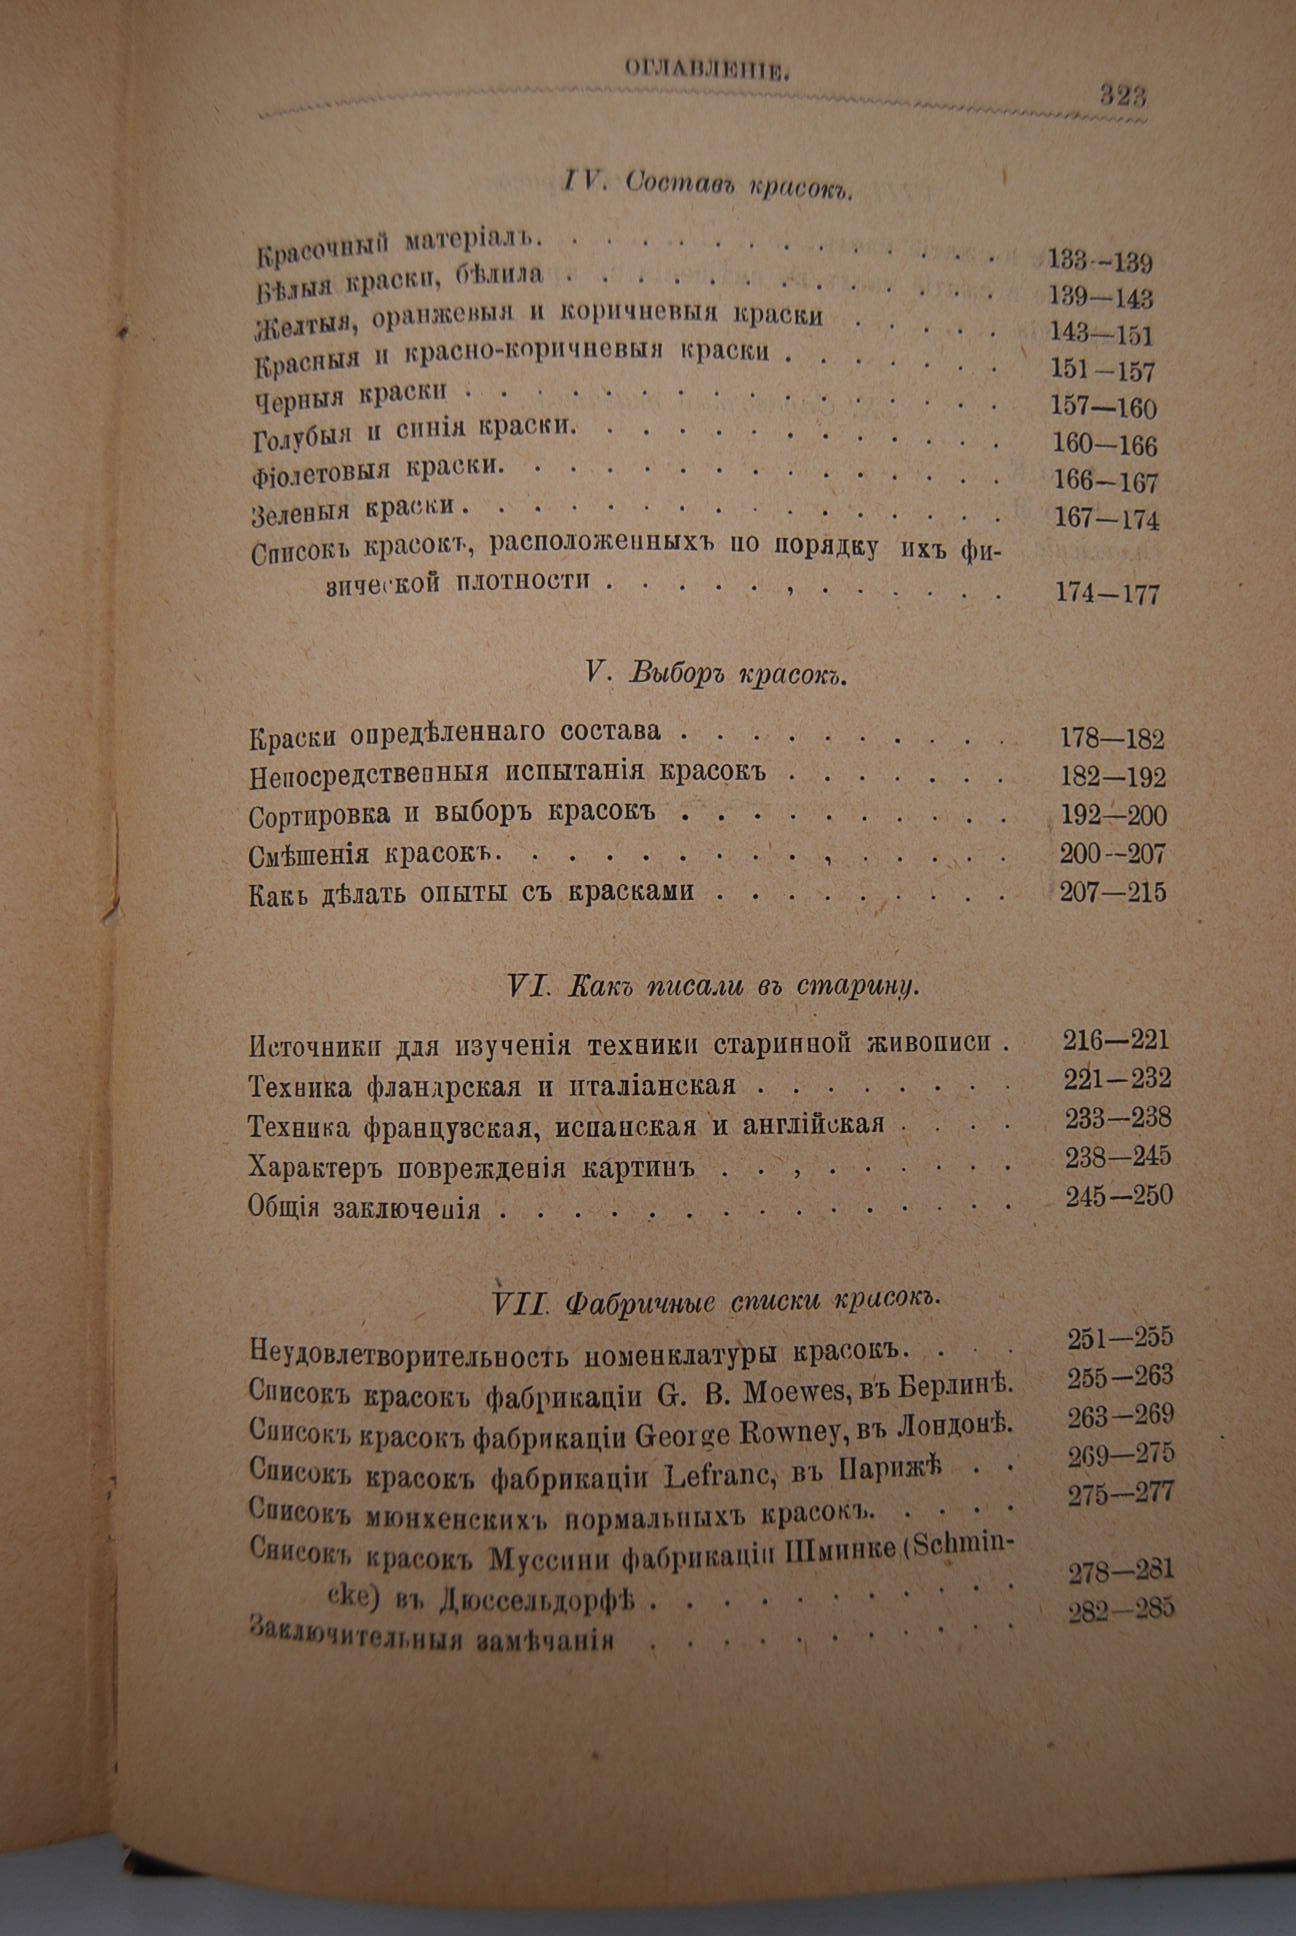 ОГЛАВЛЕНІЕ.
323
IV. Составъ красокъ.
Красочный матеріалъ. . . . . . . . . . . . . . 133—139
Бѣлыя краски, бѣлила . . . . . . . . . . . . . 139—143
Желтыя, оранжевыя и коричневыя краски . . . . . 143—151
Красныя и красно-коричневыя краски . . . . . . . 151—157
Черныя краски . . . . . . . . . . . . . . . . 157—160
Голубыя и синія краски. . . . . . . . . . . . . 160—166
Фіолетовыя краски. . . . . . . . . . . . . . . 166—167
Зеленыя краски . . . . . . . . . . . . . . . . 167—174
Списокъ красокъ, расположенныхъ по порядку ихъ фи-
зической плотности . . . . . , . . . . . . 174—177
V. Выборъ красокъ.
Краски опредѣленнаго состава . . . . . . . . . . 178—182
Непосредственныя испытанія красокъ . . . . . . . 182—192
Сортировка и выборъ красокъ . . . . . . . . . . 192—200
Смѣшенія красокъ. . . . . . . . . , . . . . . 200—207
Какь дѣлать опыты съ красками . . . . . . . . . 207—215
VI. Какъ писали въ старину.
Источники для изученія техники старинной живописи . 216—221
Техника фландрская и италіанская . . . . . . . . 221—232
Техника французская, испанская и англійская . . . . 233—238
Характеръ поврежденія картинъ . . , . . . . . . 238—245
Общія заключенія . . . . . . . . . . . . . . . 245—250
VII. Фабричные списки красокъ.
Неудовлетворительность номенклатуры красокъ. . . . 251—255
Списокъ красокъ фабрикаціи G. B. Moewes, въ Берлинѣ. 255—263
Списокъ красокъ фабрикаціи George Rowney, въ Лондонѣ. 263—269
Списокъ красокъ фабрикаціи Lefranc, въ Парижѣ . . 269—275
Списокъ мюнхенскихъ нормальныхъ красокъ. . . . . 275—277
Списокъ красокъ Муссини фабрикаціи Шминке (Schmin-
cke) въ Дюссельдорфѣ . . . . . . . . . . . 278—281
Заключительныя замѣчанія . . . . . . . . . . . 282—285